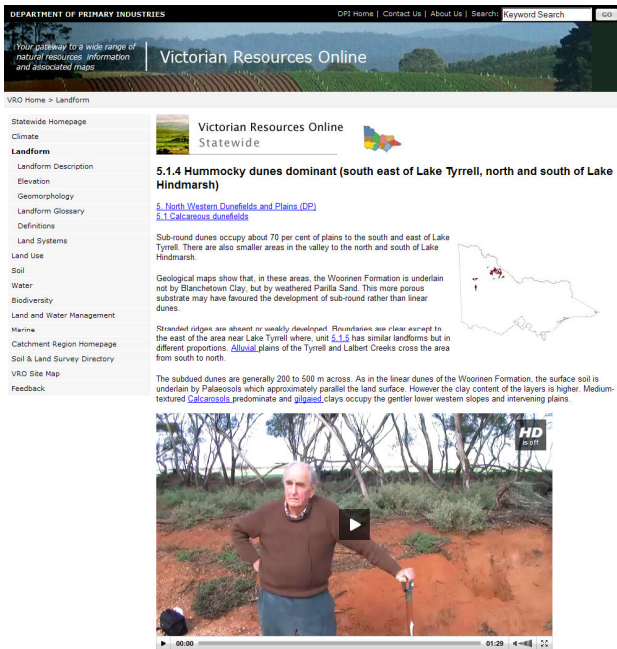 DEPARTMENT OF PRIMARY INDUSTRIES
DPI Home | Contact Us | About Us | Search: Keyword Search GO
Your gateway to a wide range of
natural resources information
and associated maps
Victorian Resources Online
VRO Home > Landform
Statewide Homepage
Climate
Landform
Landform Description
Elevation
Geomorphology
Landform Glossary
Definitions
Land Systems
Land Use
Soil
Water
Biodiversity
Land and Water Management
Marine
Catchment Region Homepage
Soil & Land Survey Directory
VRO Site Map
Feedback
Victorian Resources Online
Statewide
5.1.4 Hummocky dunes dominant (south east of Lake Tyrrell, north and south of Lake
Hindmarsh)
5. North Western Dunefields and Plains (DP)
5.1 Calcareous dunefields
Sub-round dunes occupy about 70 per cent of plains to the south and east of Lake
Tyrrell. There are also smaller areas in the valley to the north and south of Lake
Hindmarsh.
Geological maps show that, in these areas, the Woorinen Formation is underlain
not by Blanchetown Clay, but by weathered Parilla Sand. This more porous
substrate may have favoured the development of sub-round rather than linear
dunes.
Stranded ridges are absent or weakly developed. Boundaries are clear except to
the east of the area near Lake Tyrrell where, unit 5.1.5 has similar landforms but in
different proportions. Alluvial plains of the Tyrrell and Lalbert Creeks cross the area
from south to north.
The subdued dunes are generally 200 to 500 m across. As in the linear dunes of the Woorinen Formation, the surface soil is
underlain by Palaeosols which approximately parallel the land surface. However the clay content of the layers is higher. Medium-
textured Calcarosols predominate and gilgaied clays occupy the gentler lower western slopes and intervening plains.
HD
is off
00:00
01:29